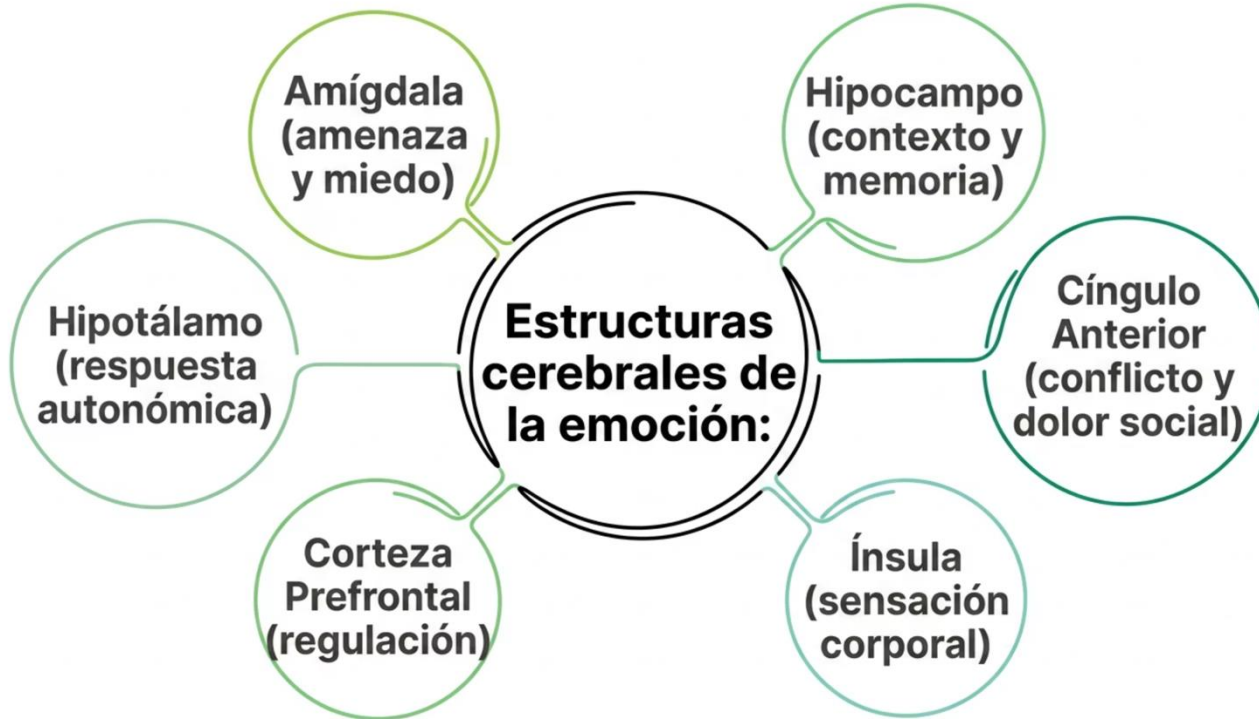 Amígdala
(amenaza
y miedo)
Hipocampo
(contexto y
memoria)
Hipotálamo
(respuesta
autonómica)
Estructuras
cerebrales de
la emoción:
Cíngulo
Anterior
(conflicto y
dolor social)
Corteza
Prefrontal
(regulación)
Ínsula
(sensación
corporal)